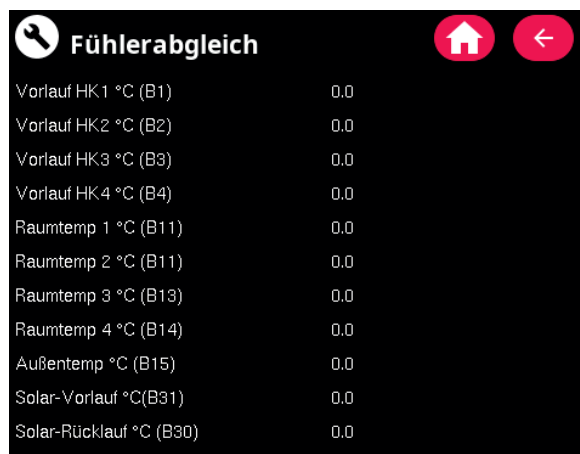 Fühlerabgleich
Vorlauf HK1 °C (B1) 0.0
Vorlauf HK2 °C (B2) 0.0
Vorlauf HK3 °C (B3) 0.0
Vorlauf HK4 °C (B4) 0.0
Raumtemp 1 °C (B11) 0.0
Raumtemp 2 °C (B11) 0.0
Raumtemp 3 °C (B13) 0.0
Raumtemp 4 °C (B14) 0.0
Außentemp °C (B15) 0.0
Solar-Vorlauf °C(B31) 0.0
Solar-Rücklauf °C (B30) 0.0